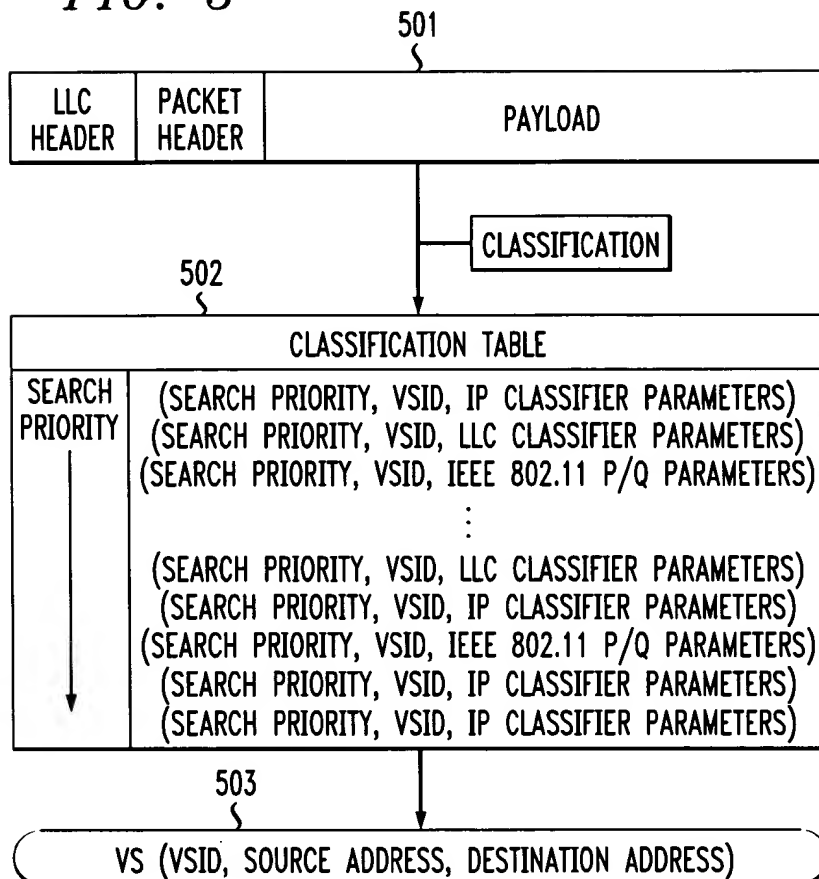 501
LLC HEADER
PACKET HEADER
PAYLOAD
CLASSIFICATION
502
CLASSIFICATION TABLE
SEARCH PRIORITY
(SEARCH PRIORITY, VSID, IP CLASSIFIER PARAMETERS)
(SEARCH PRIORITY, VSID, LLC CLASSIFIER PARAMETERS)
(SEARCH PRIORITY, VSID, IEEE 802.11 P/Q PARAMETERS)
⋮
(SEARCH PRIORITY, VSID, LLC CLASSIFIER PARAMETERS)
(SEARCH PRIORITY, VSID, IP CLASSIFIER PARAMETERS)
(SEARCH PRIORITY, VSID, IEEE 802.11 P/Q PARAMETERS)
(SEARCH PRIORITY, VSID, IP CLASSIFIER PARAMETERS)
(SEARCH PRIORITY, VSID, IP CLASSIFIER PARAMETERS)
503
VS (VSID, SOURCE ADDRESS, DESTINATION ADDRESS)